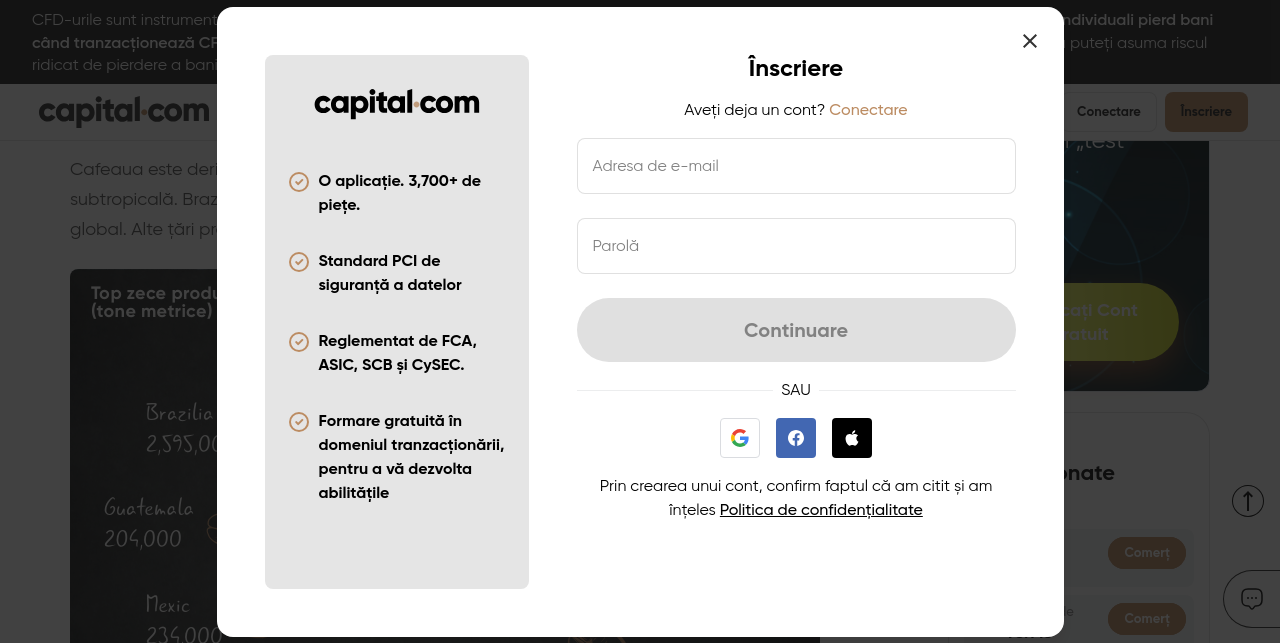 CFD-urile sunt instrument
individuali pierd bani
când tranzacționează CF
puteți asuma riscul
ridicat de pierdere a bani
capital.com
Conectare
Înscriere
Cafeaua este deri
subtropicală. Braz
global. Alte țări pr
„test
Top zece produ
(tone metrice)
Brazilia
2,595,00
Guatemala
204,000
Mexic
234,000
Cont
onate
Comerț
Comerț
capital.com
O aplicație. 3,700+ de
piețe.
Standard PCI de
siguranță a datelor
Reglementat de FCA,
ASIC, SCB și CySEC.
Formare gratuită în
domeniul tranzacționării,
pentru a vă dezvolta
abilitățile
Înscriere
Aveți deja un cont? Conectare
Adresa de e-mail
Parolă
Continuare
SAU
Prin crearea unui cont, confirm faptul că am citit și am
înțeles Politica de confidențialitate